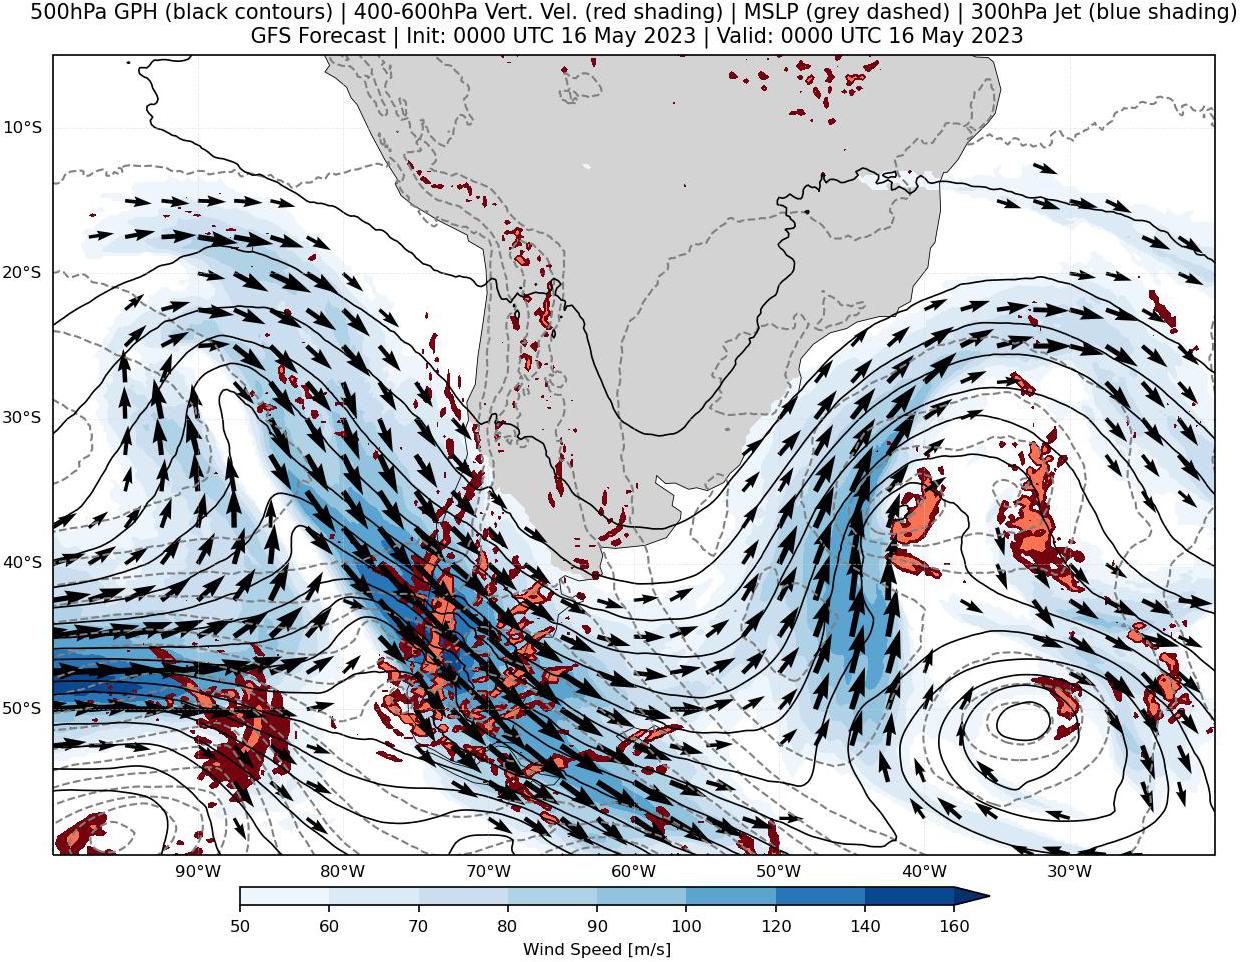 500hPa GPH (black contours) | 400-600hPa Vert. Vel. (red shading) | MSLP (grey dashed) | 300hPa Jet (blue shading)
GFS Forecast | Init: 0000 UTC 16 May 2023 | Valid: 0000 UTC 16 May 2023
10°S
20°S
30°S
40°S
50°S
90°W 80°W 70°W 60°W 50°W 40°W 30°W
50 60 70 80 90 100 120 140 160
Wind Speed [m/s]